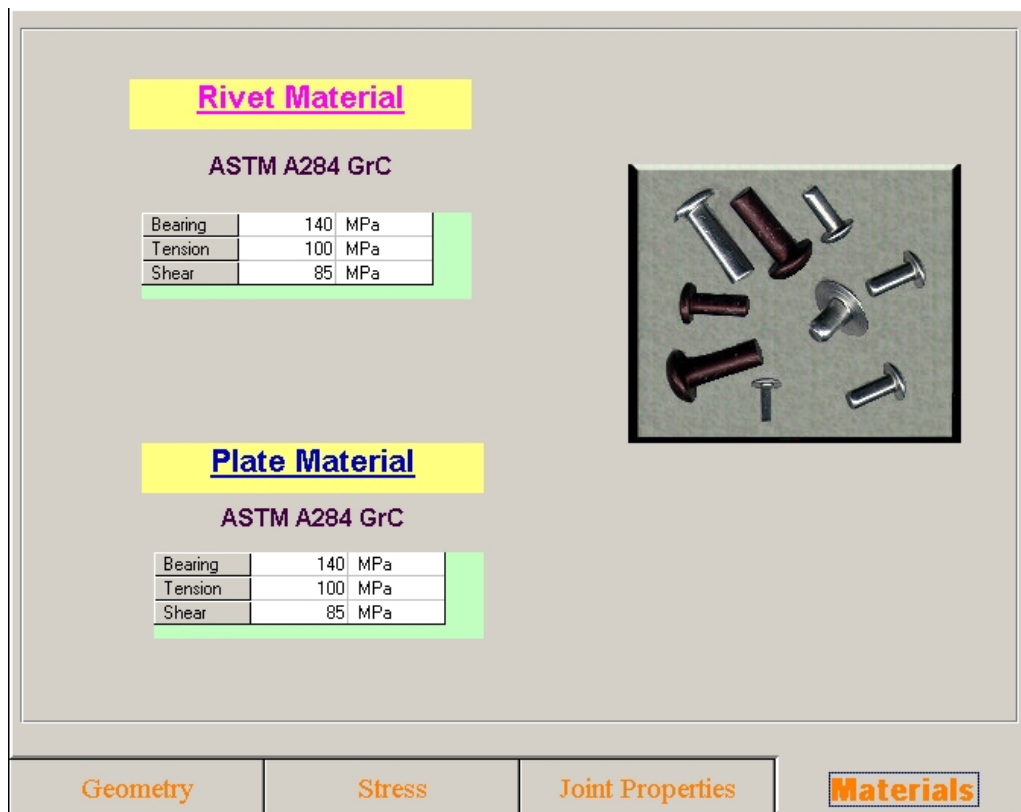 Rivet Material
ASTM A284 GrC
Bearing 140 MPa
Tension 100 MPa
Shear 85 MPa
Plate Material
ASTM A284 GrC
Bearing 140 MPa
Tension 100 MPa
Shear 85 MPa
Geometry Stress Joint Properties Materials